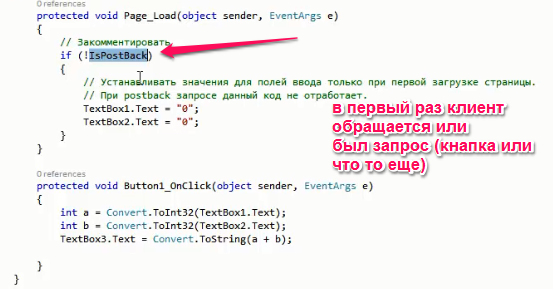 0 references
protected void Page_Load(object sender, EventArgs e)
{
// Закомментировать
if (!IsPostBack)
{
// Устанавливать значения для полей ввода только при первой загрузке страницы.
// При postback запросе данный код не отработает.
TextBox1.Text = "0";
TextBox2.Text = "0";
}
}
в первый раз клиент
обращается или
был запрос (кнапка или
что то еще)
0 references
protected void Button1_OnClick(object sender, EventArgs e)
{
int a = Convert.ToInt32(TextBox1.Text);
int b = Convert.ToInt32(TextBox2.Text);
TextBox3.Text = Convert.ToString(a + b);
}
}